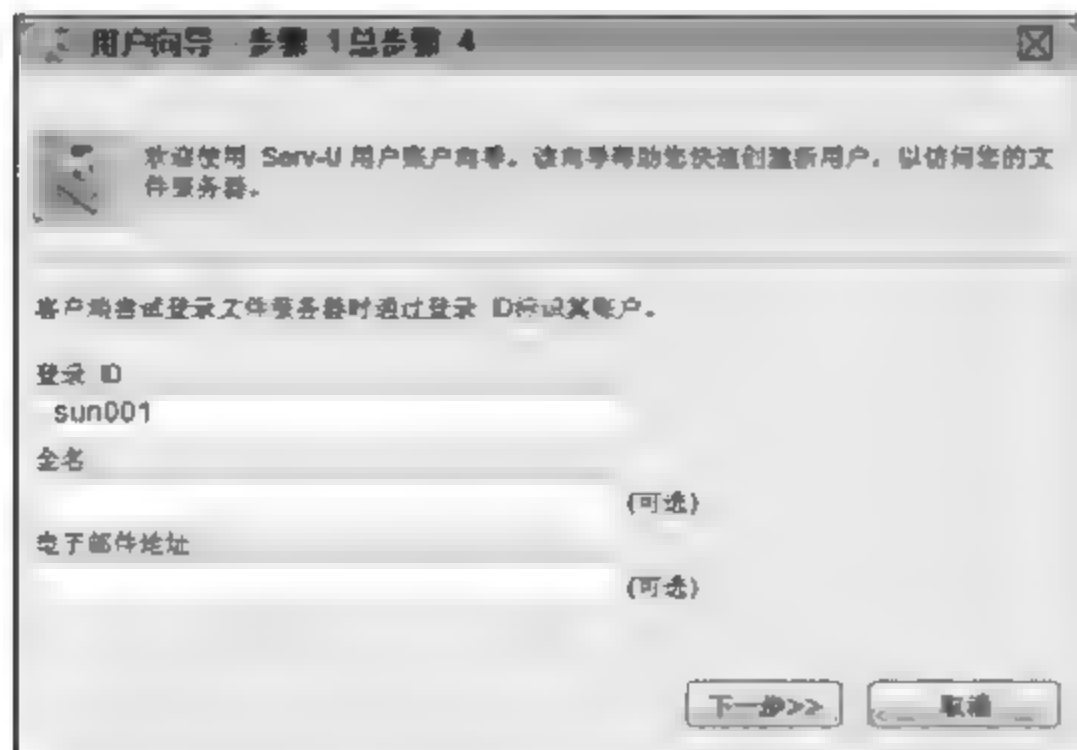 用户向导 步骤 1总步骤 4
欢迎使用 Serv-U 用户账户向导。该向导帮助您快速创建新用户，以访问您的文
件服务器。
客户端尝试登录文件服务器时通过登录 ID标识其账户。
登录 ID
sun001
全名
(可选)
电子邮件地址
(可选)
下一步>>
取消